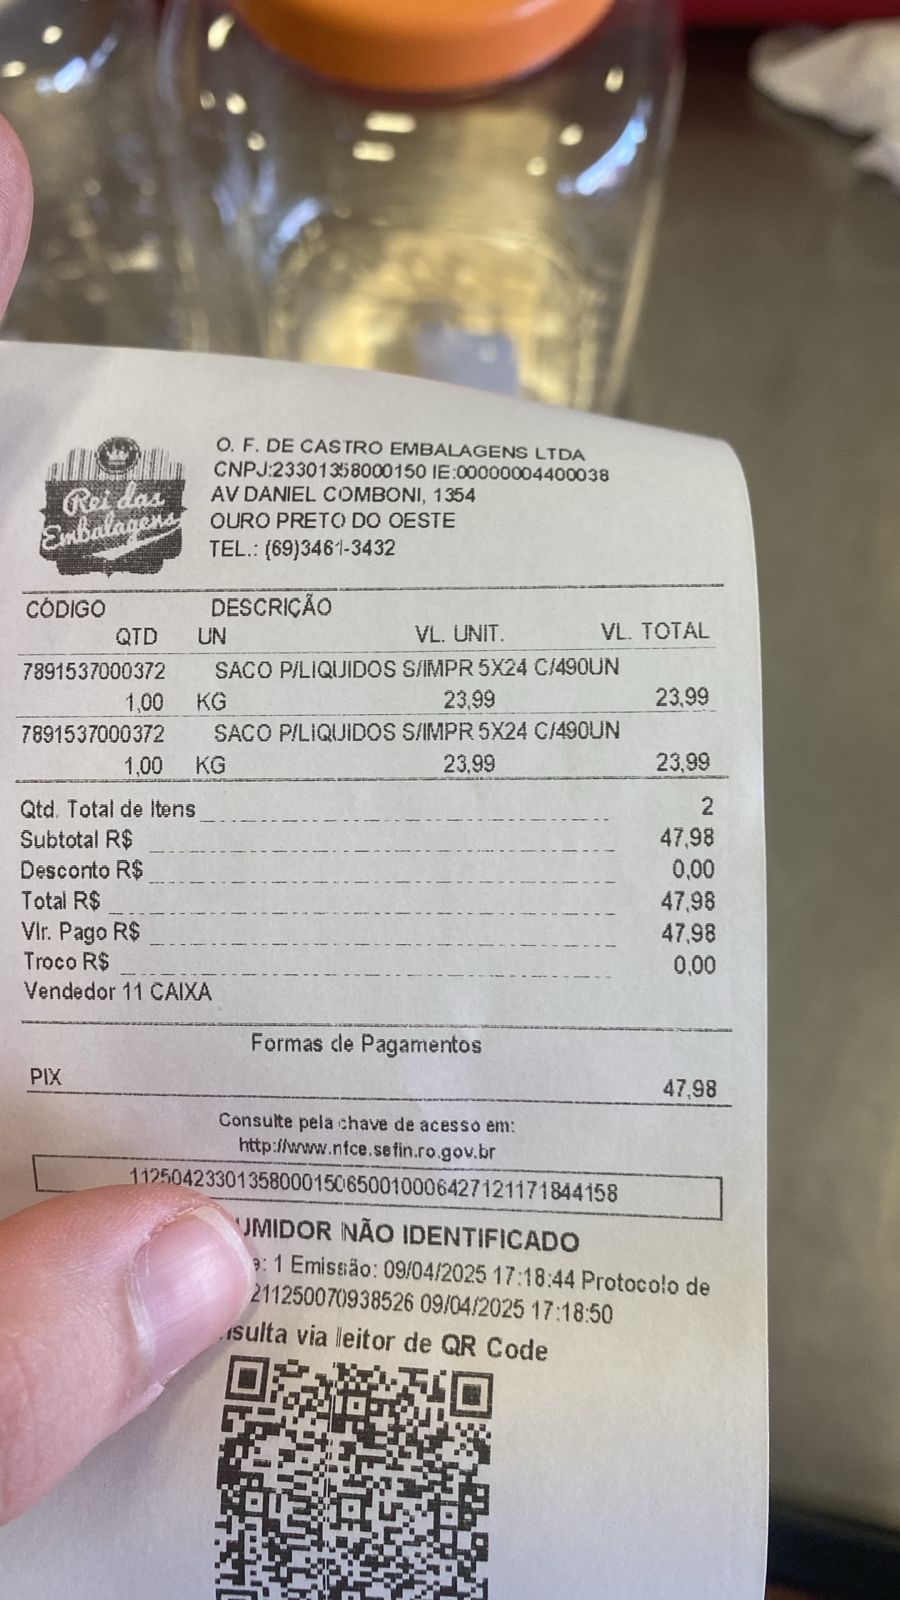 Rei das
Embalagens
O. F. DE CASTRO EMBALAGENS LTDA
CNPJ:23301358000150 IE:00000004400038
AV DANIEL COMBONI, 1354
OURO PRETO DO OESTE
TEL.: (69)3461-3432
CÓDIGO DESCRIÇÃO
QTD UN VL. UNIT. VL. TOTAL
7891537000372 SACO P/LIQUIDOS S/IMPR 5X24 C/490UN
1,00 KG 23,99 23,99
7891537000372 SACO P/LIQUIDOS S/IMPR 5X24 C/490UN
1,00 KG 23,99 23,99
Qtd. Total de Itens 2
Subtotal R$ 47,98
Desconto R$ 0,00
Total R$ 47,98
Vlr. Pago R$ 47,98
Troco R$ 0,00
Vendedor 11 CAIXA
Formas de Pagamentos
PIX 47,98
Consulte pela chave de acesso em:
http://www.nfce.sefin.ro.gov.br
11250423301358000150650010006427121171844158
UMIDOR NÃO IDENTIFICADO
e: 1 Emissão: 09/04/2025 17:18:44 Protocolo de
211250070938526 09/04/2025 17:18:50
nsulta via leitor de QR Code